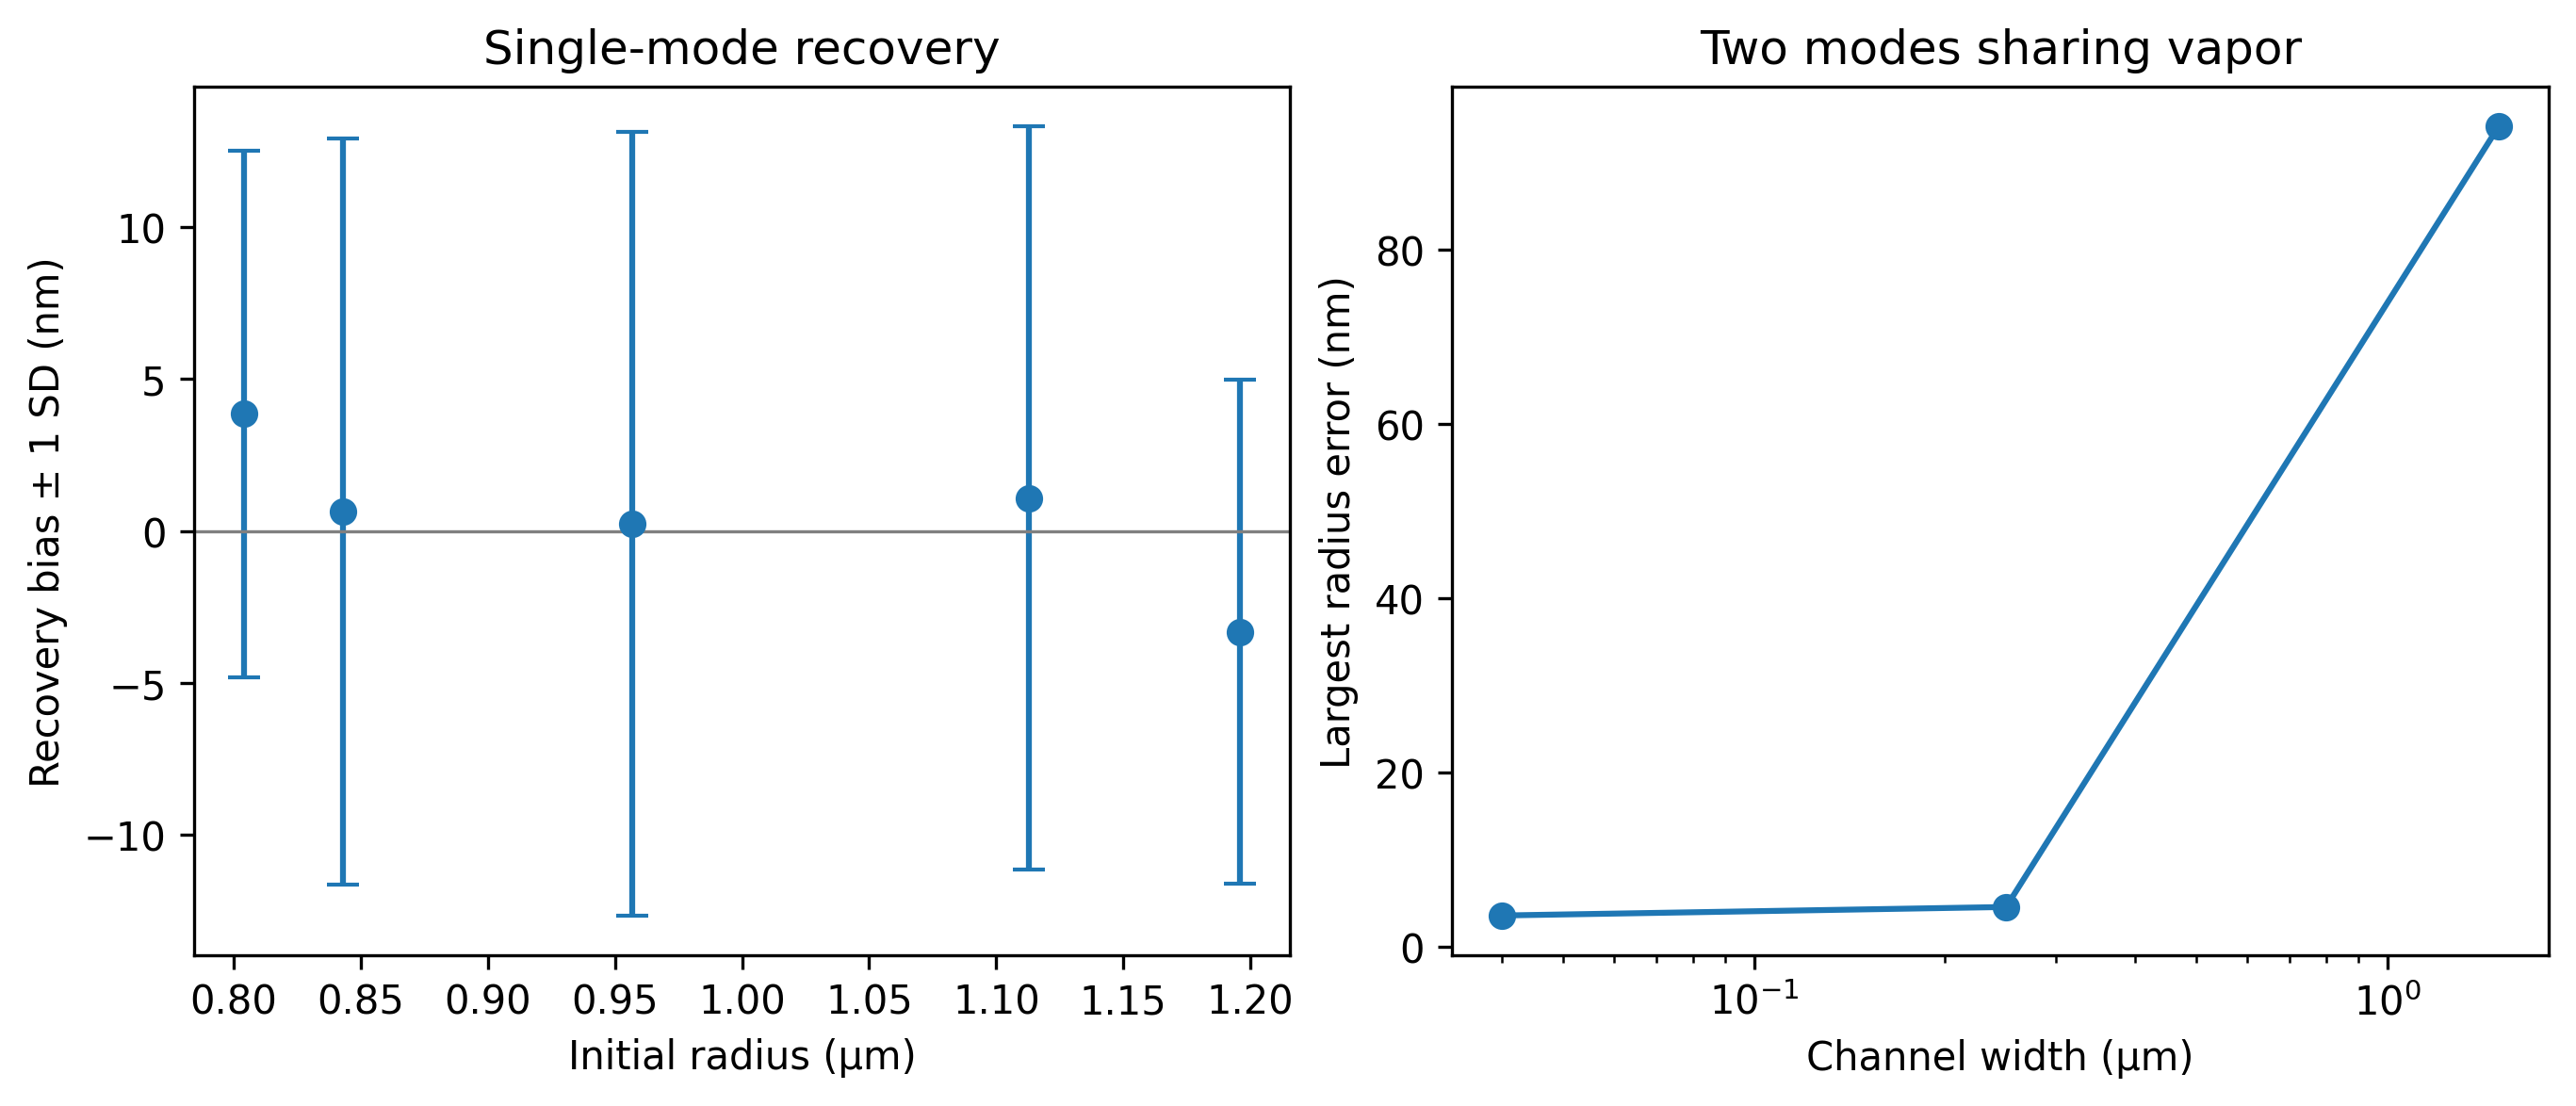 Single-mode recovery
Recovery bias ± 1 SD (nm)
10
5
0
−5
−10
0.80 0.85 0.90 0.95 1.00 1.05 1.10 1.15 1.20
Initial radius (μm)
Two modes sharing vapor
Largest radius error (nm)
80
60
40
20
0
10⁻¹ 10⁰
Channel width (μm)